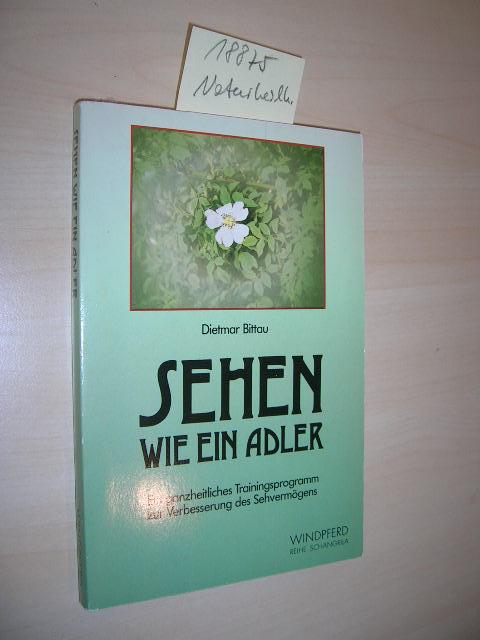 18875
Naturheilk.
Dietmar Bittau
SEHEN
WIE EIN ADLER
Ein ganzheitliches Trainingsprogramm
zur Verbesserung des Sehvermögens
WINDPFERD
REIHE SCHANGRILA
SEHEN WIE EIN ADLER